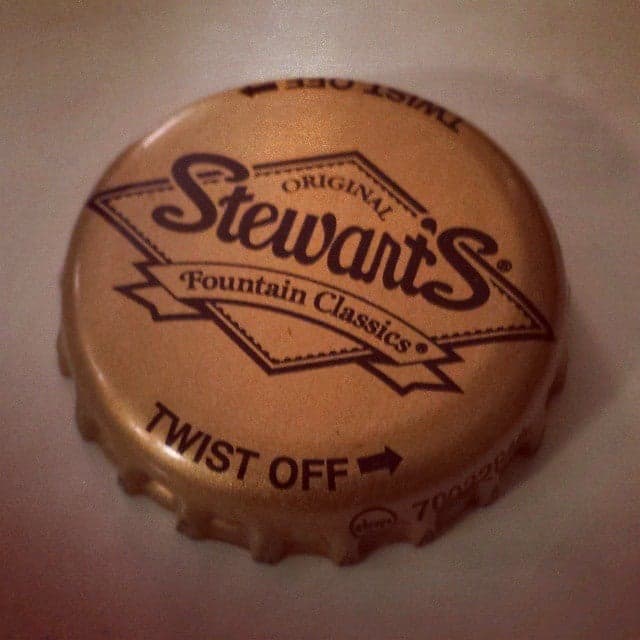 TWIST OFF
ORIGINAL
Stewart's®
Fountain Classics®
TWIST OFF